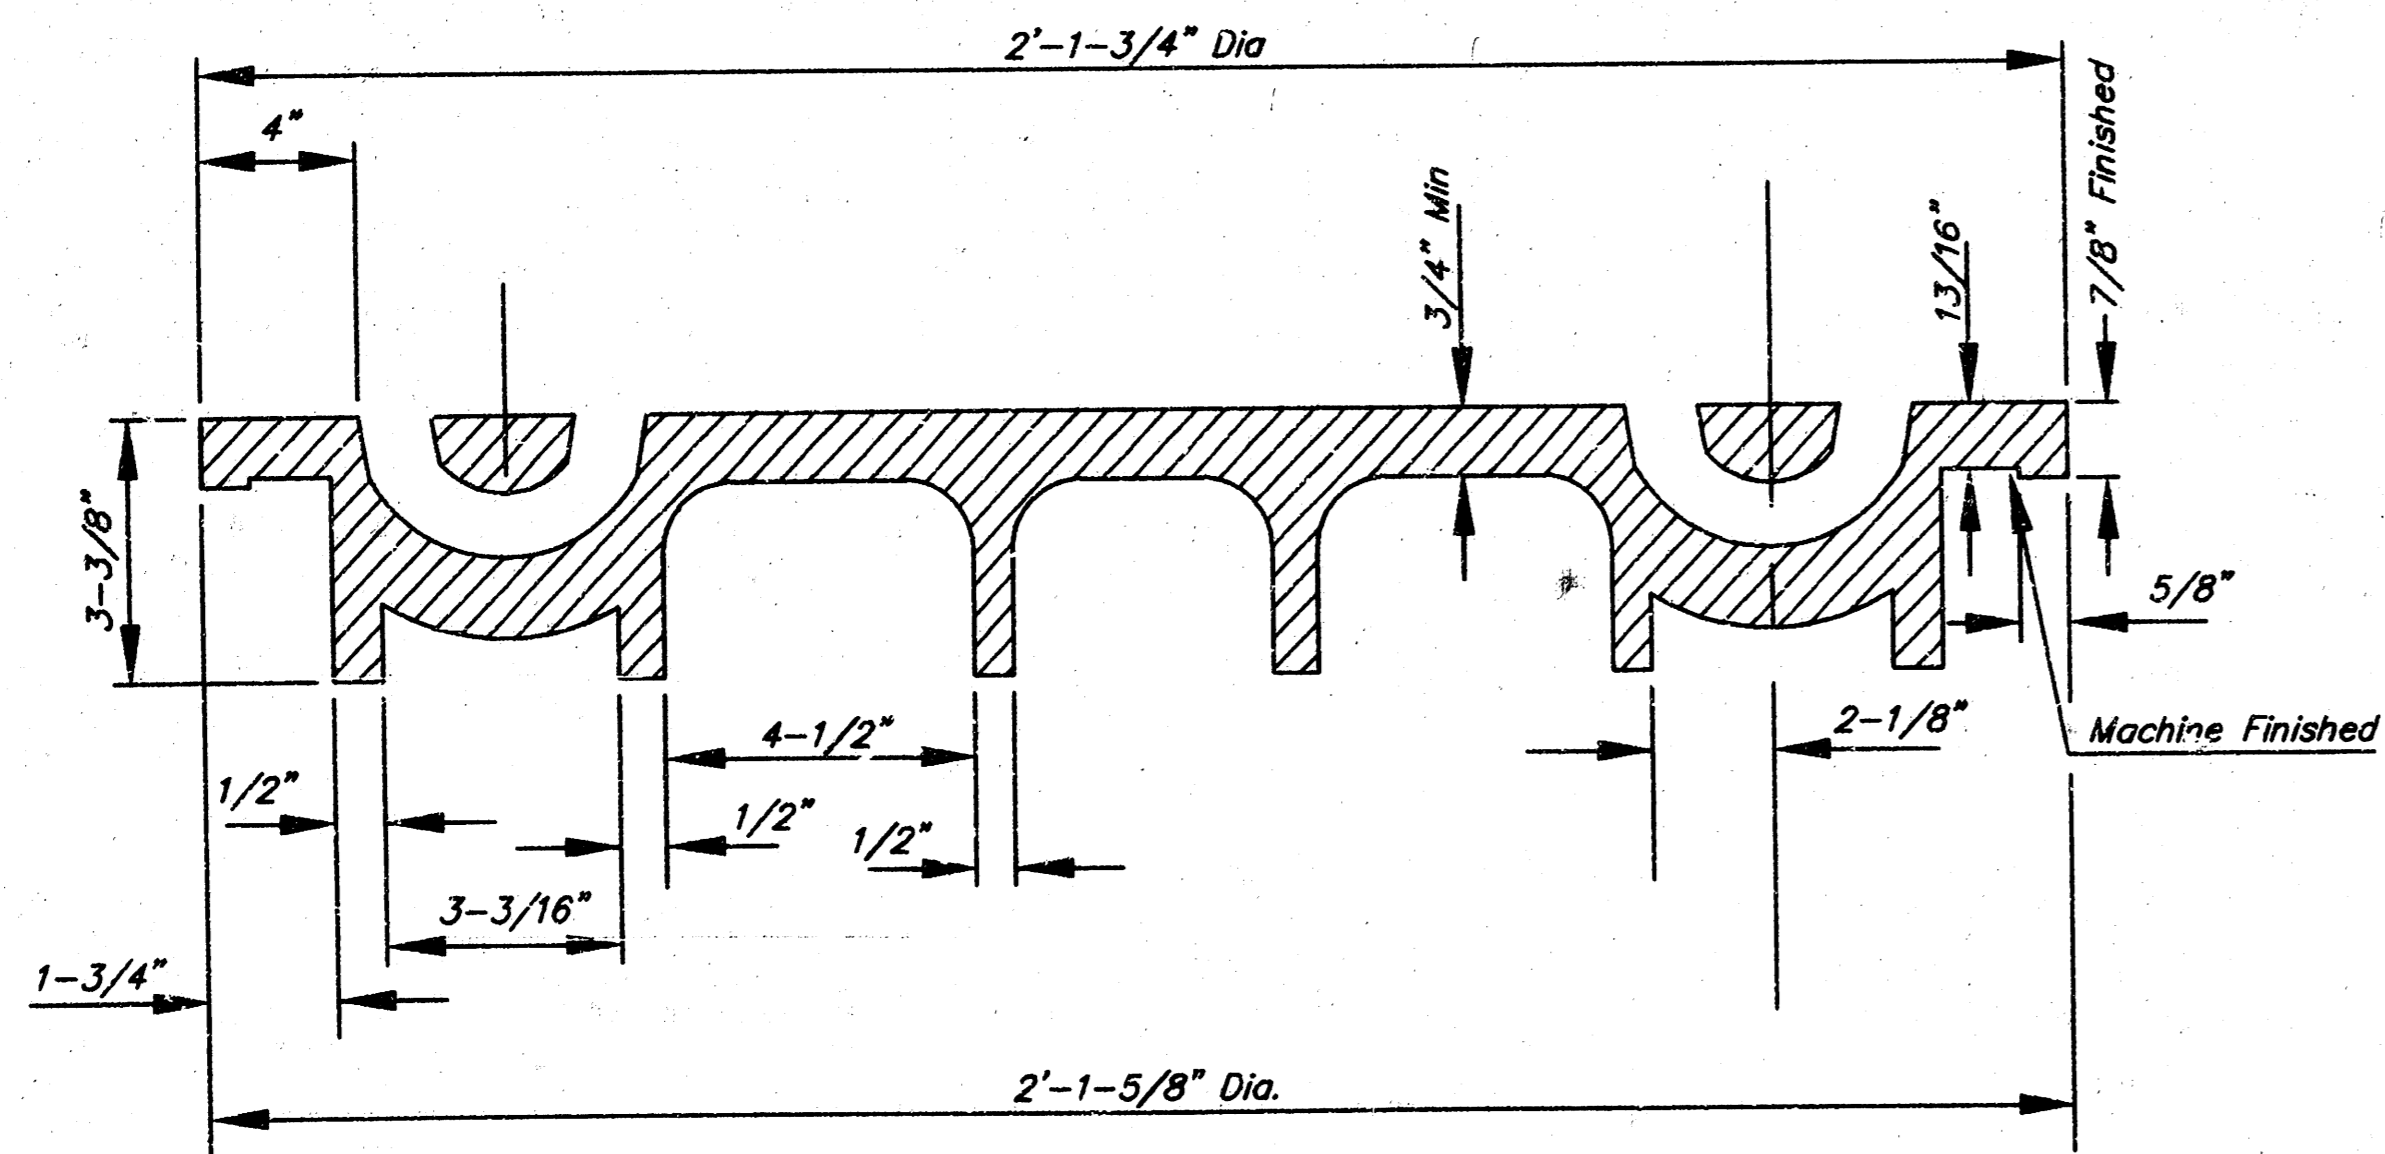 2'-1-3/4" Dia
4"
3/4" Min
13/16"
7/8" Finished
3-3/8"
5/8"
4-1/2"
2-1/8"
Machine Finished
1/2"
1/2"
1/2"
3-3/16"
1-3/4"
2'-1-5/8" Dia.